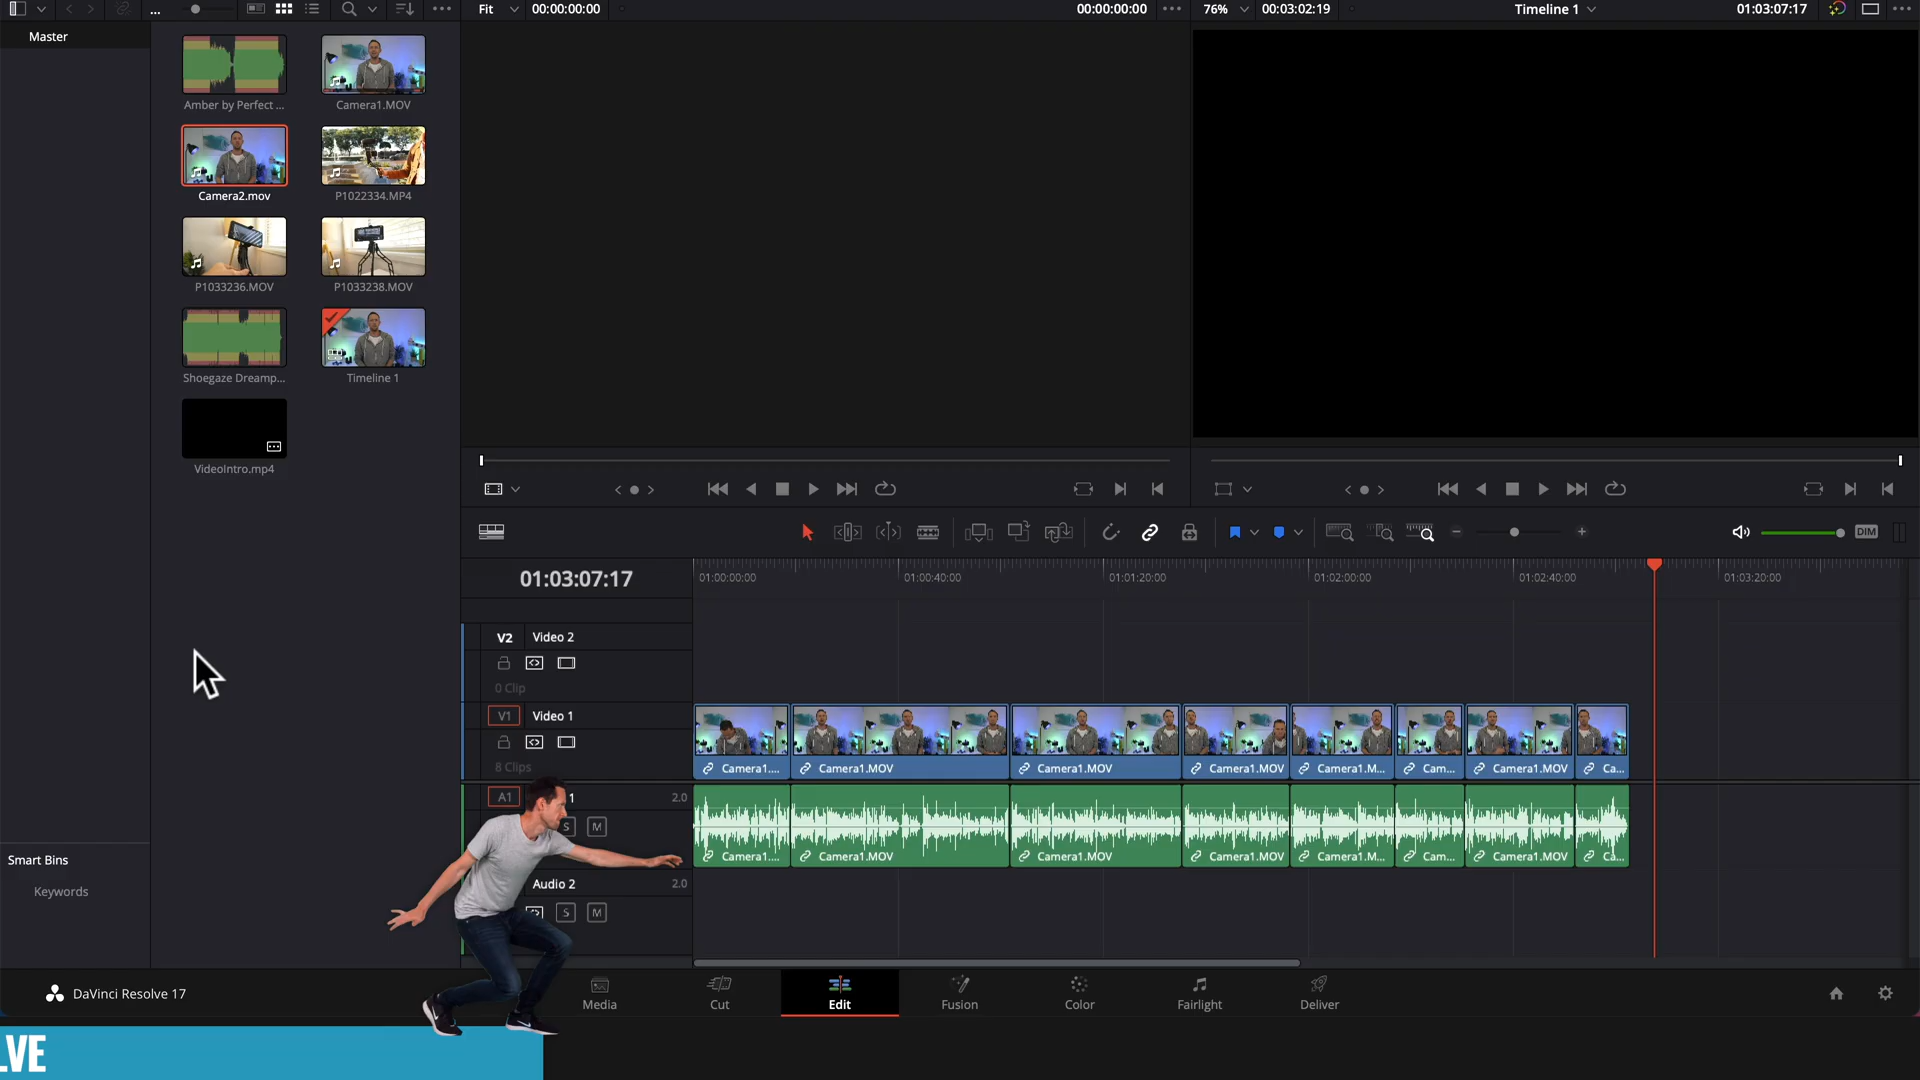 Fit 00:00:00:00 00:00:00:00 76% 00:03:02:19 Timeline 1 01:03:07:17
Master
Amber by Perfect ... Camera1.MOV
Camera2.mov P1022334.MP4
P1033236.MOV P1033238.MOV
Shoegaze Dreamp... Timeline 1
VideoIntro.mp4
DIM
01:03:07:17 01:00:00:00 01:00:40:00 01:01:20:00 01:02:00:00 01:02:40:00 01:03:20:00
V2 Video 2
0 Clip
V1 Video 1
8 Clips
Camera1.... Camera1.MOV Camera1.MOV Camera1.MOV Camera1.M... Cam... Camera1.MOV Ca...
A1 1 2.0
S M
Camera1.... Camera1.MOV Camera1.MOV Camera1.MOV Camera1.M... Cam... Camera1.MOV Ca...
Audio 2 2.0
S M
Smart Bins
Keywords
DaVinci Resolve 17
Media Cut Edit Fusion Color Fairlight Deliver
LVE